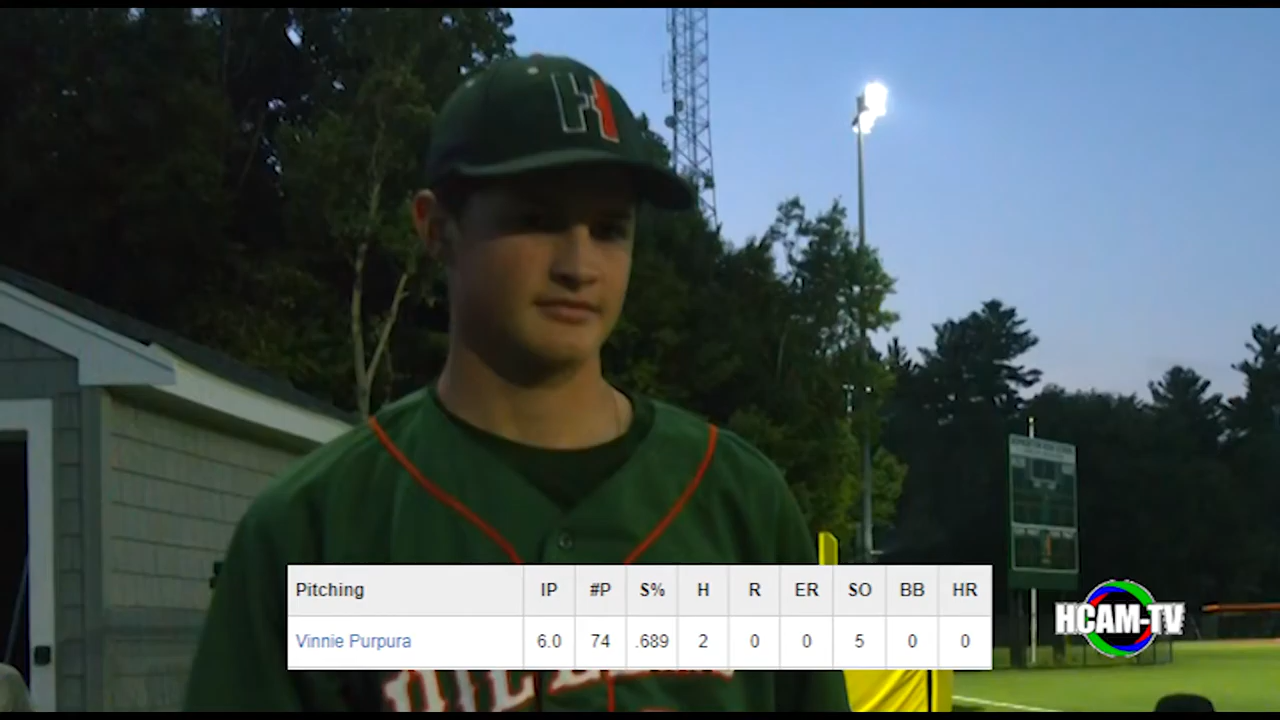 H
Pitching IP #P S% H R ER SO BB HR
Vinnie Purpura 6.0 74 .689 2 0 0 5 0 0
HCAM-TV